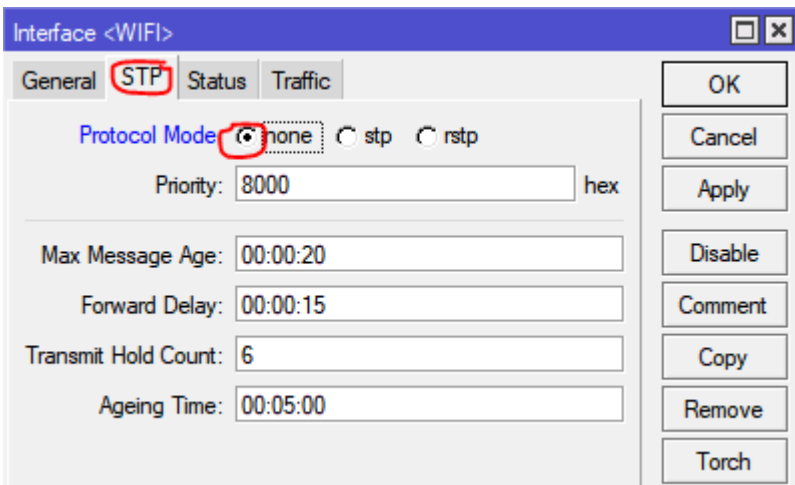 Interface <WIFI>
General STP Status Traffic
OK
Protocol Mode: none stp rstp
Cancel
Priority: 8000 hex
Apply
Max Message Age: 00:00:20
Disable
Forward Delay: 00:00:15
Comment
Transmit Hold Count: 6
Copy
Ageing Time: 00:05:00
Remove
Torch